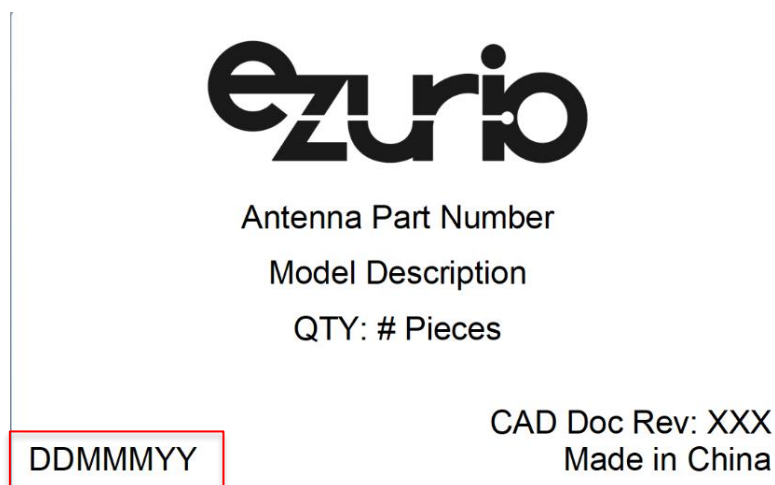 ezurio
Antenna Part Number
Model Description
QTY: # Pieces
CAD Doc Rev: XXX
DDMMMYY
Made in China